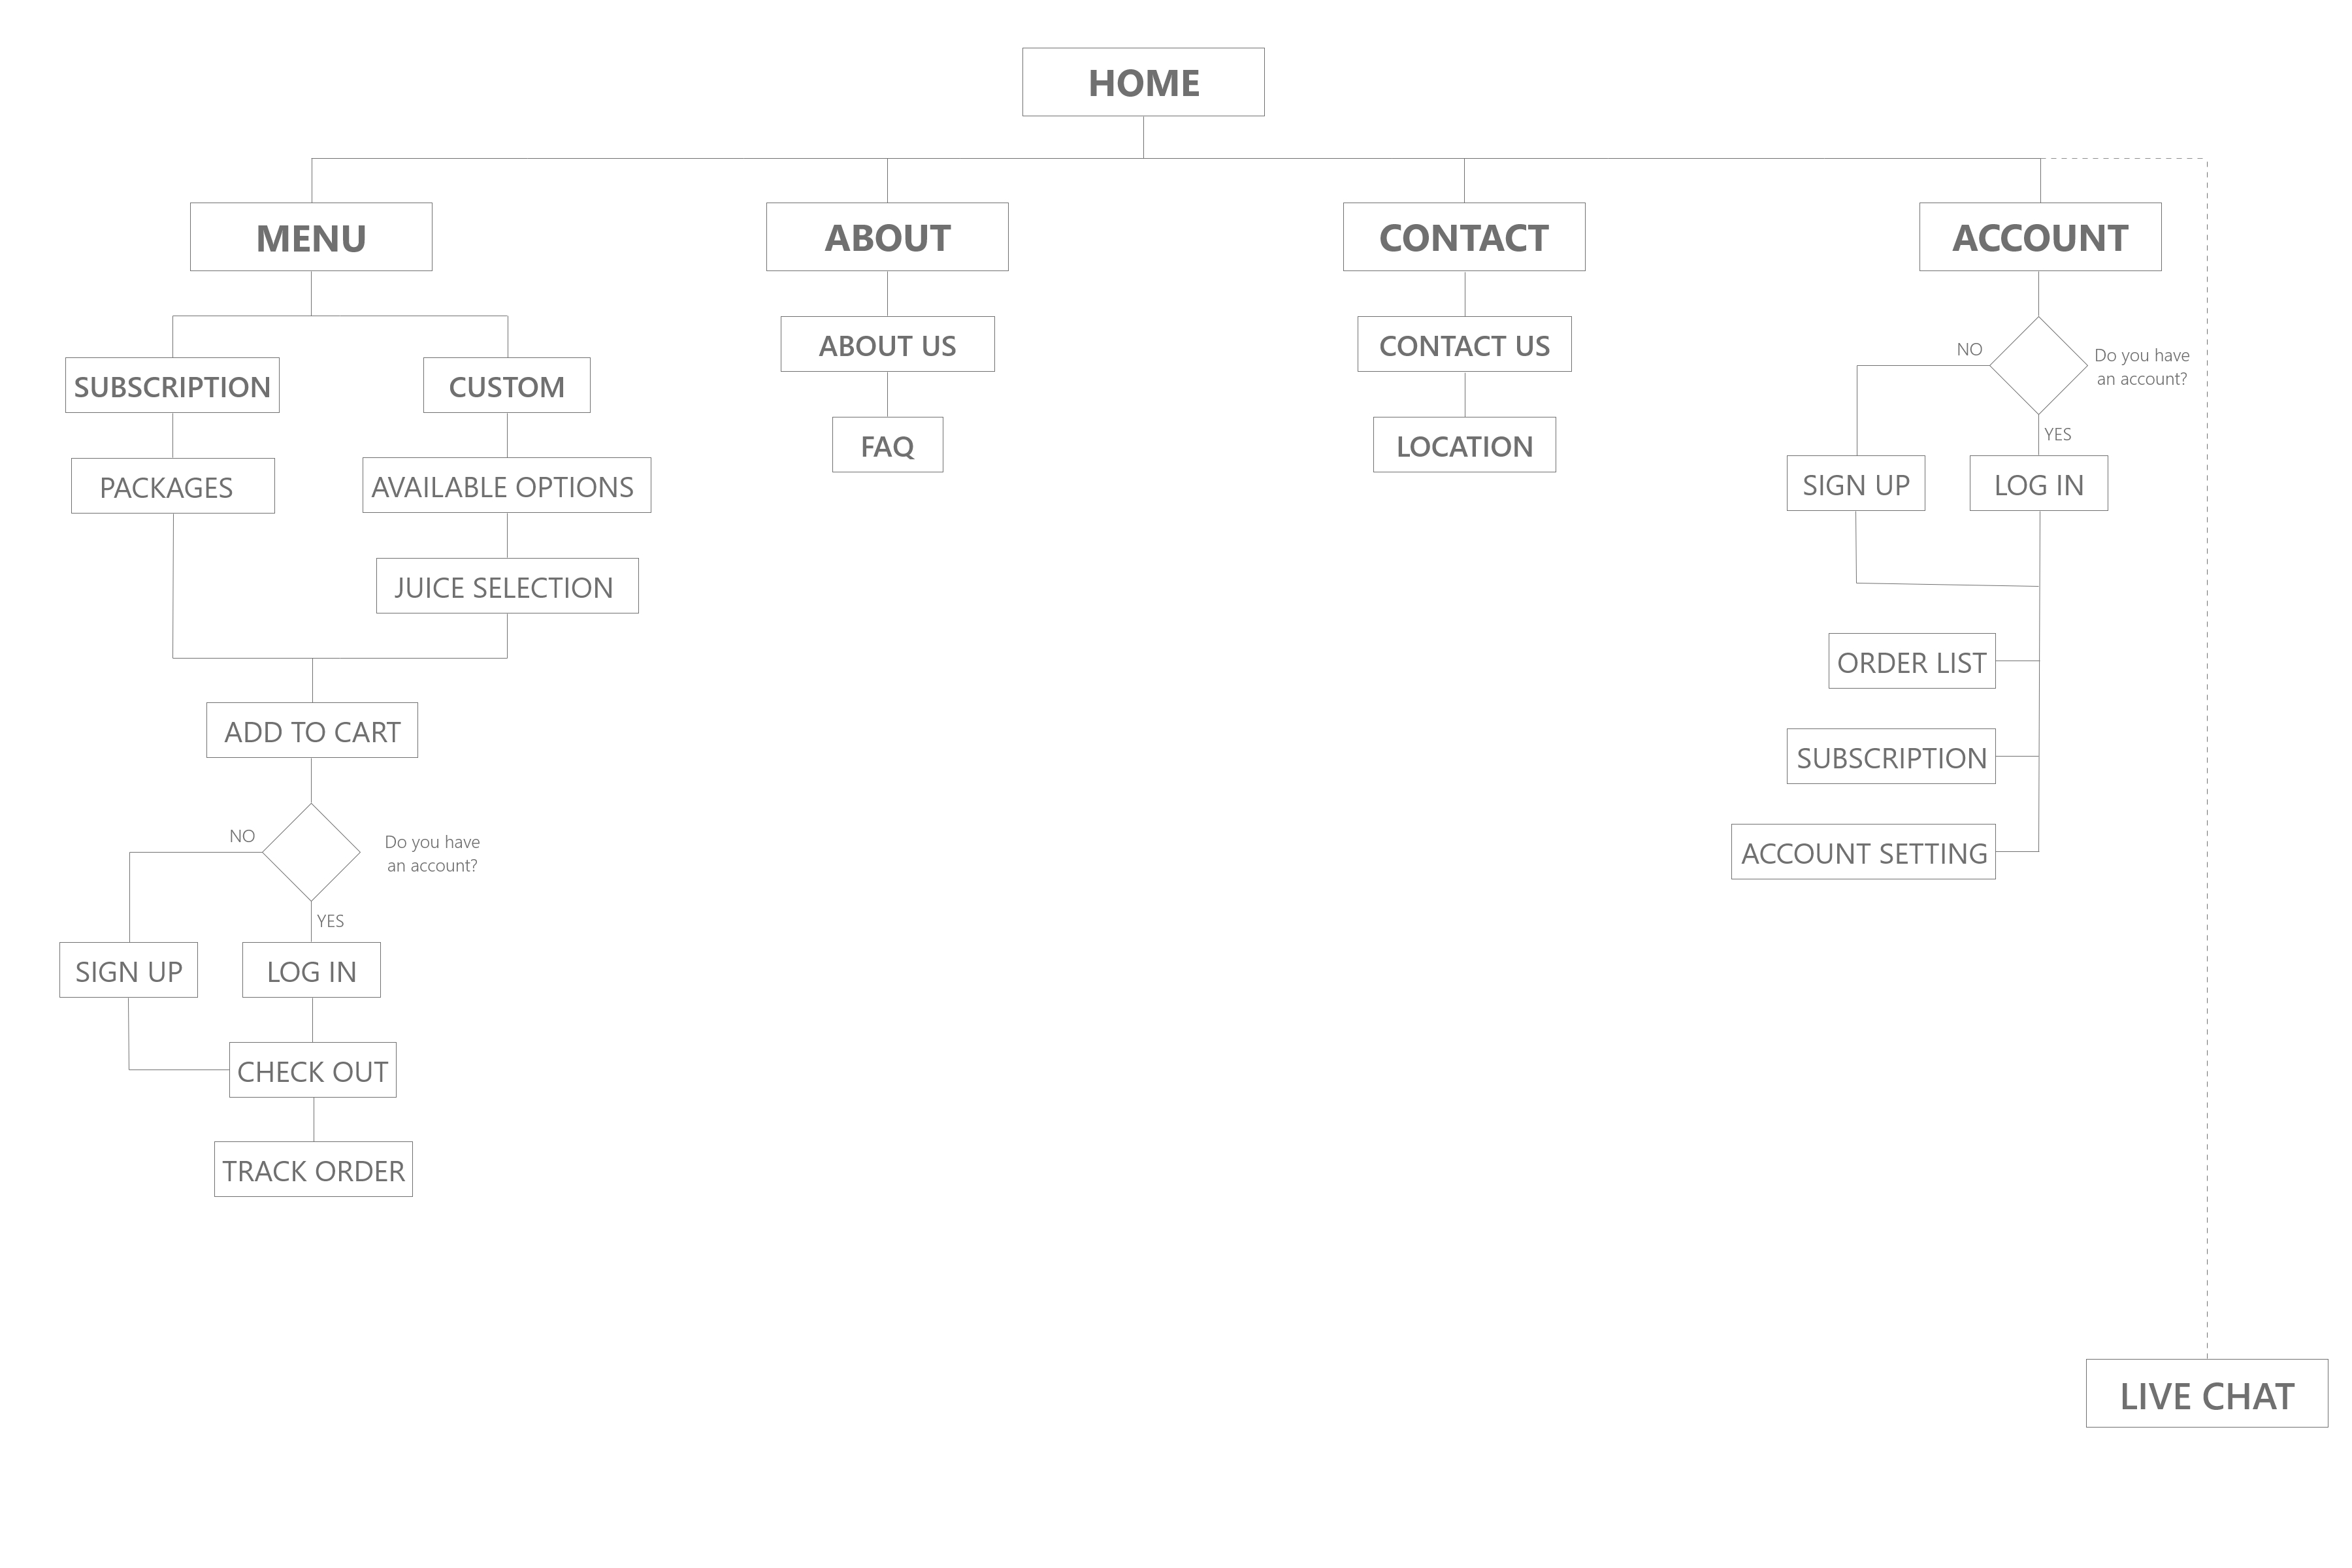 HOME
MENU
ABOUT
CONTACT
ACCOUNT
SUBSCRIPTION
CUSTOM
PACKAGES
AVAILABLE OPTIONS
JUICE SELECTION
ADD TO CART
NO
Do you have
an account?
YES
SIGN UP
LOG IN
CHECK OUT
TRACK ORDER
ABOUT US
FAQ
CONTACT US
LOCATION
NO
Do you have
an account?
YES
SIGN UP
LOG IN
ORDER LIST
SUBSCRIPTION
ACCOUNT SETTING
LIVE CHAT